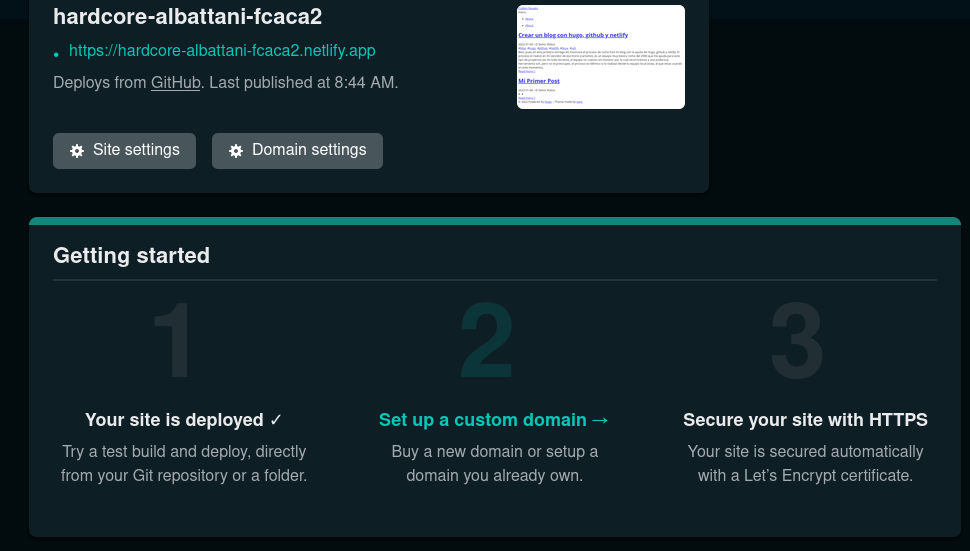 hardcore-albattani-fcaca2
https://hardcore-albattani-fcaca2.netlify.app
Deploys from GitHub. Last published at 8:44 AM.
Crear un blog con hugo, github y netlify
Mi Primer Post
Site settings
Domain settings
Getting started
1
2
3
Your site is deployed ✓
Try a test build and deploy, directly
from your Git repository or a folder.
Set up a custom domain →
Buy a new domain or setup a
domain you already own.
Secure your site with HTTPS
Your site is secured automatically
with a Let’s Encrypt certificate.